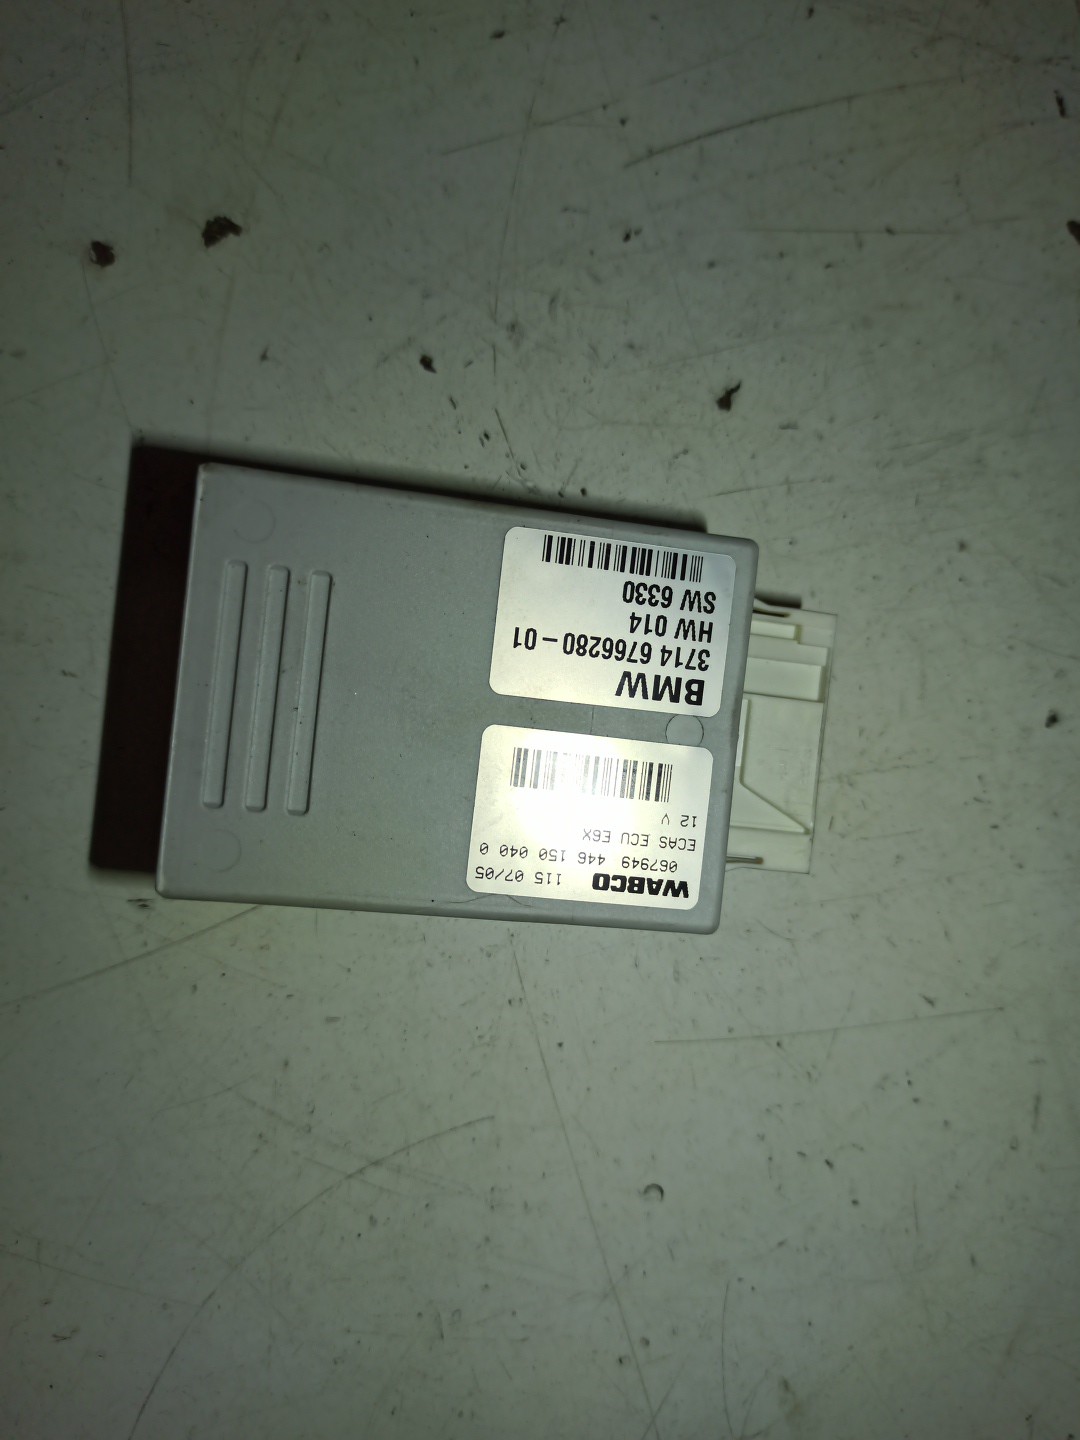 BMW
3714 6766280-01
HW 014
SW 6330
WABCO 115 07/05
067949 446 150 040 0
ECAS ECU E6X
12 V